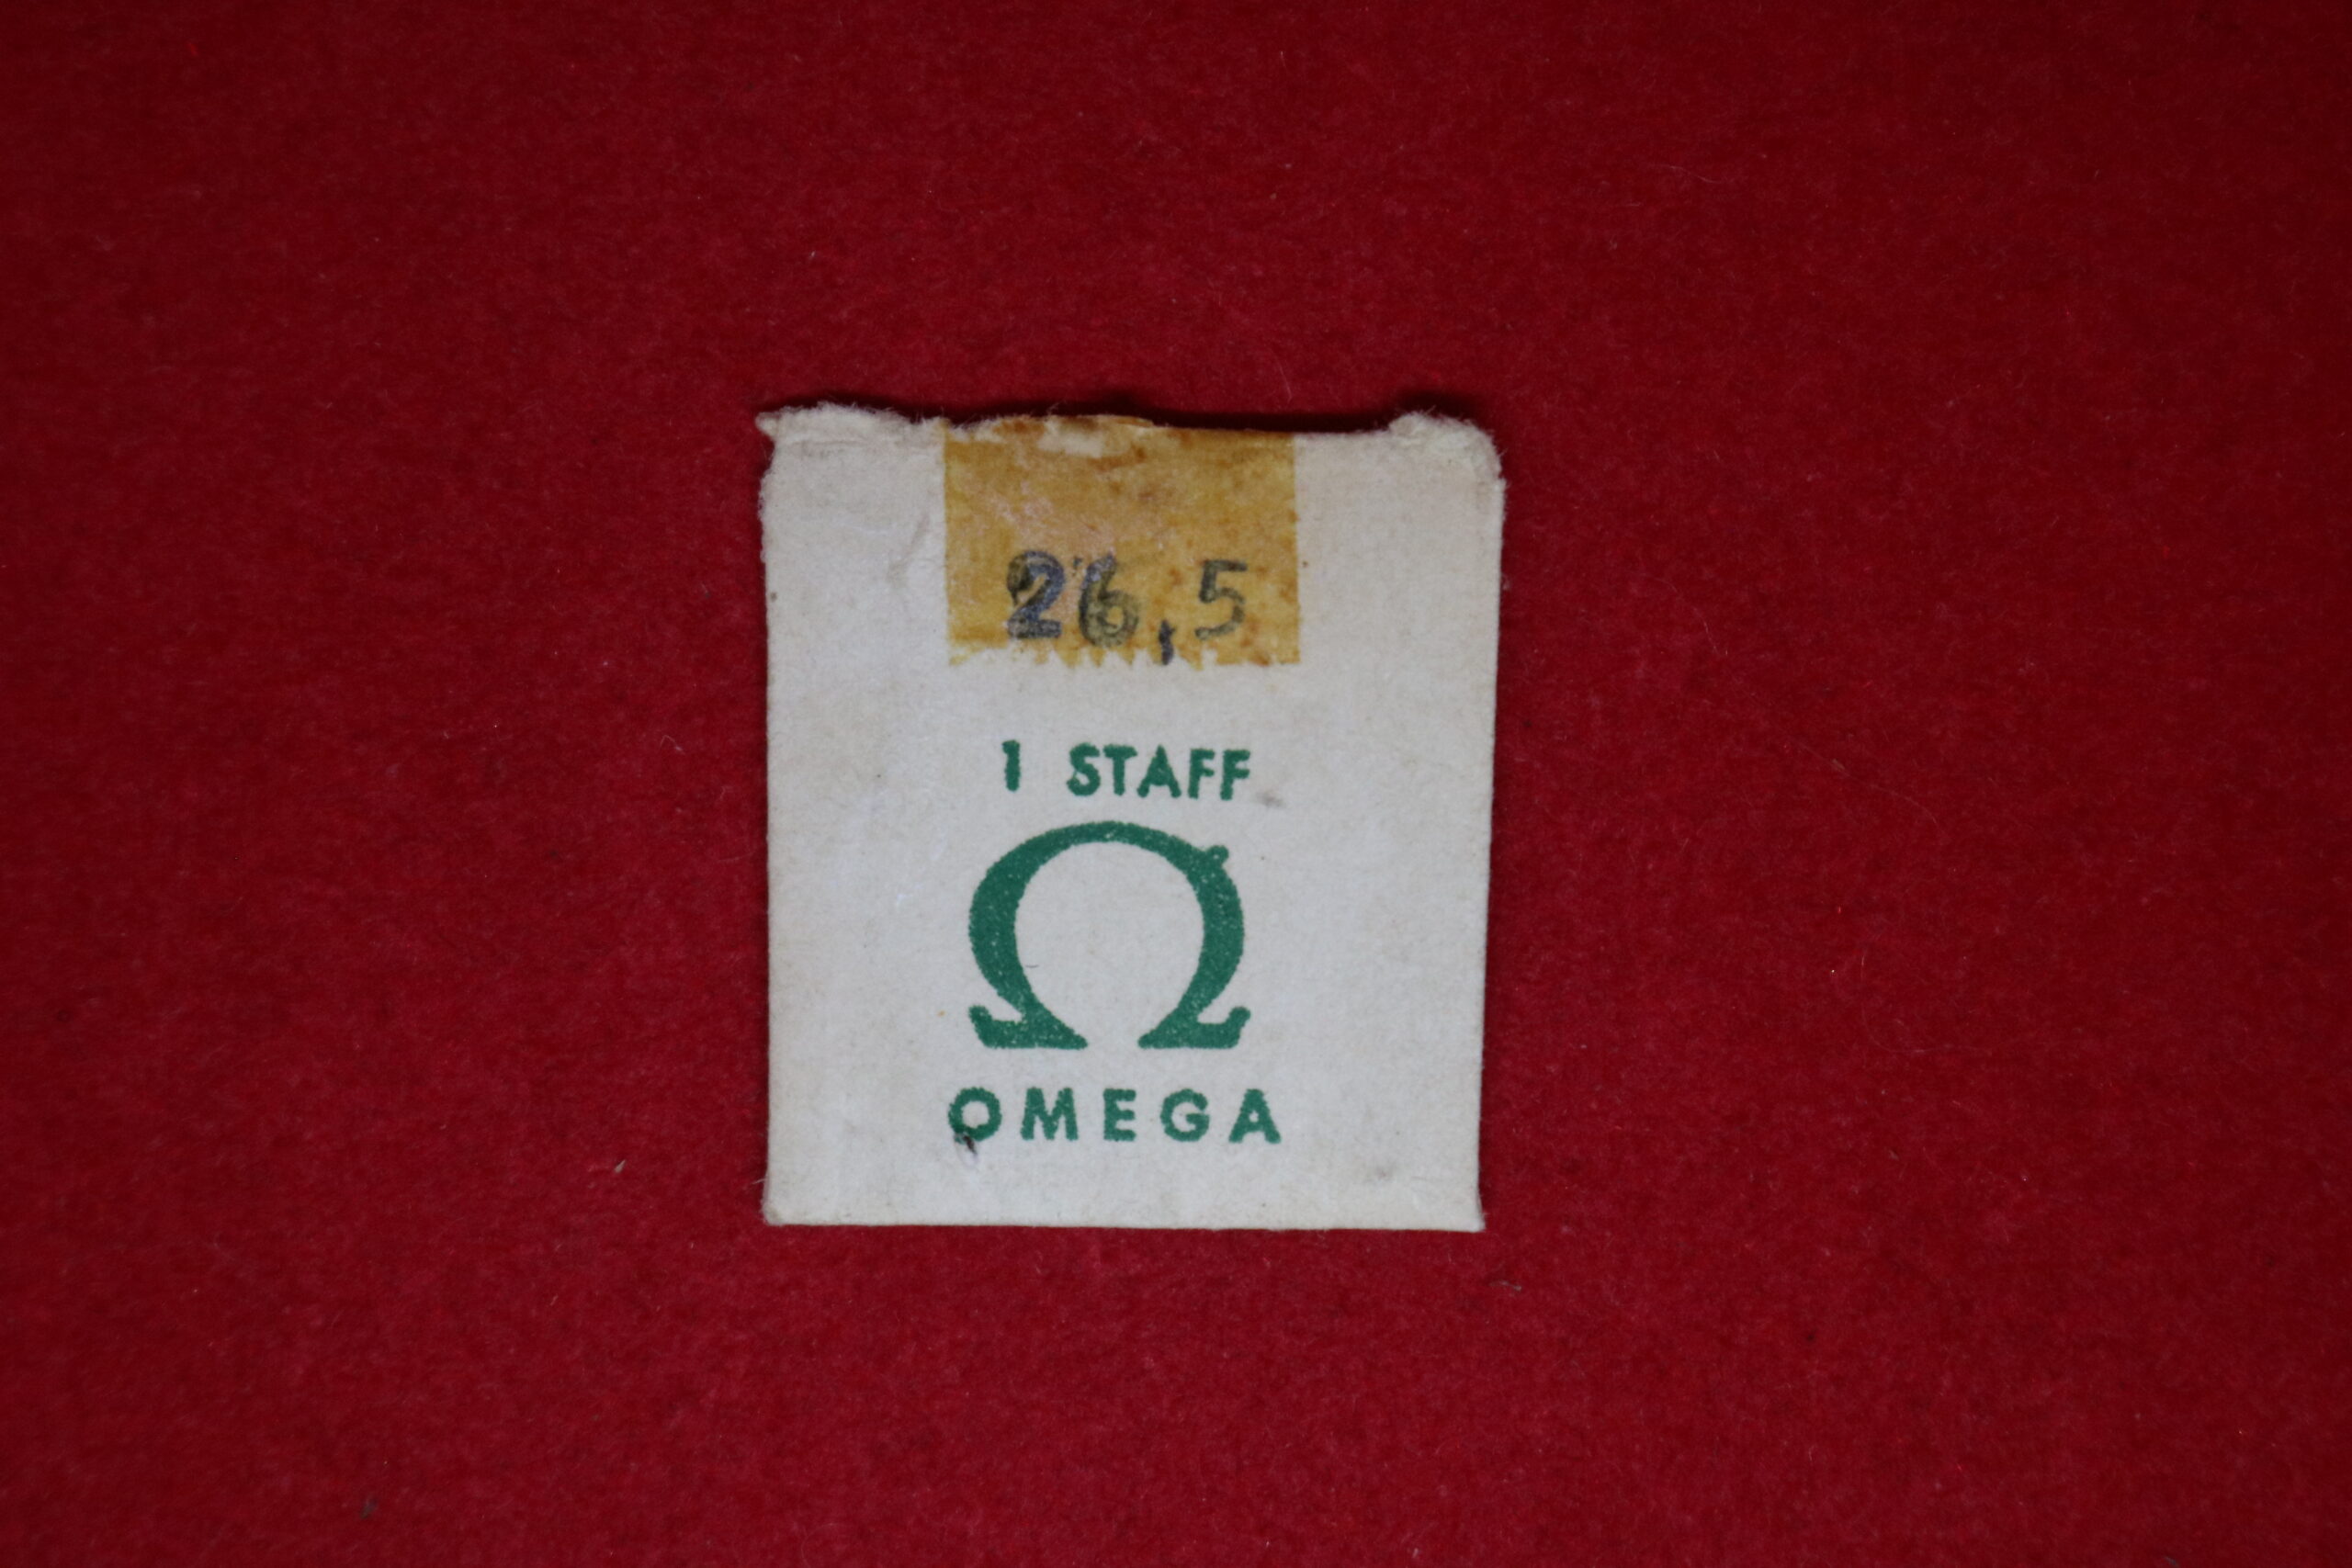 26,5
1 STAFF
Ω
OMEGA